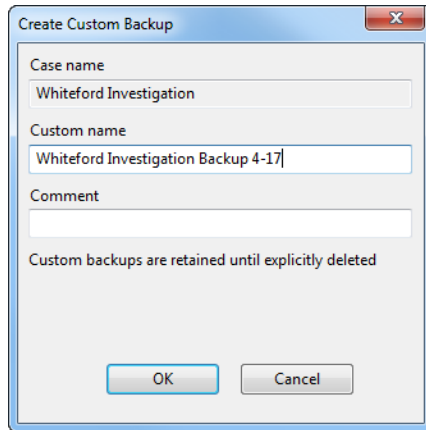 Create Custom Backup
Case name
Whiteford Investigation
Custom name
Whiteford Investigation Backup 4-17
Comment
Custom backups are retained until explicitly deleted
OK
Cancel